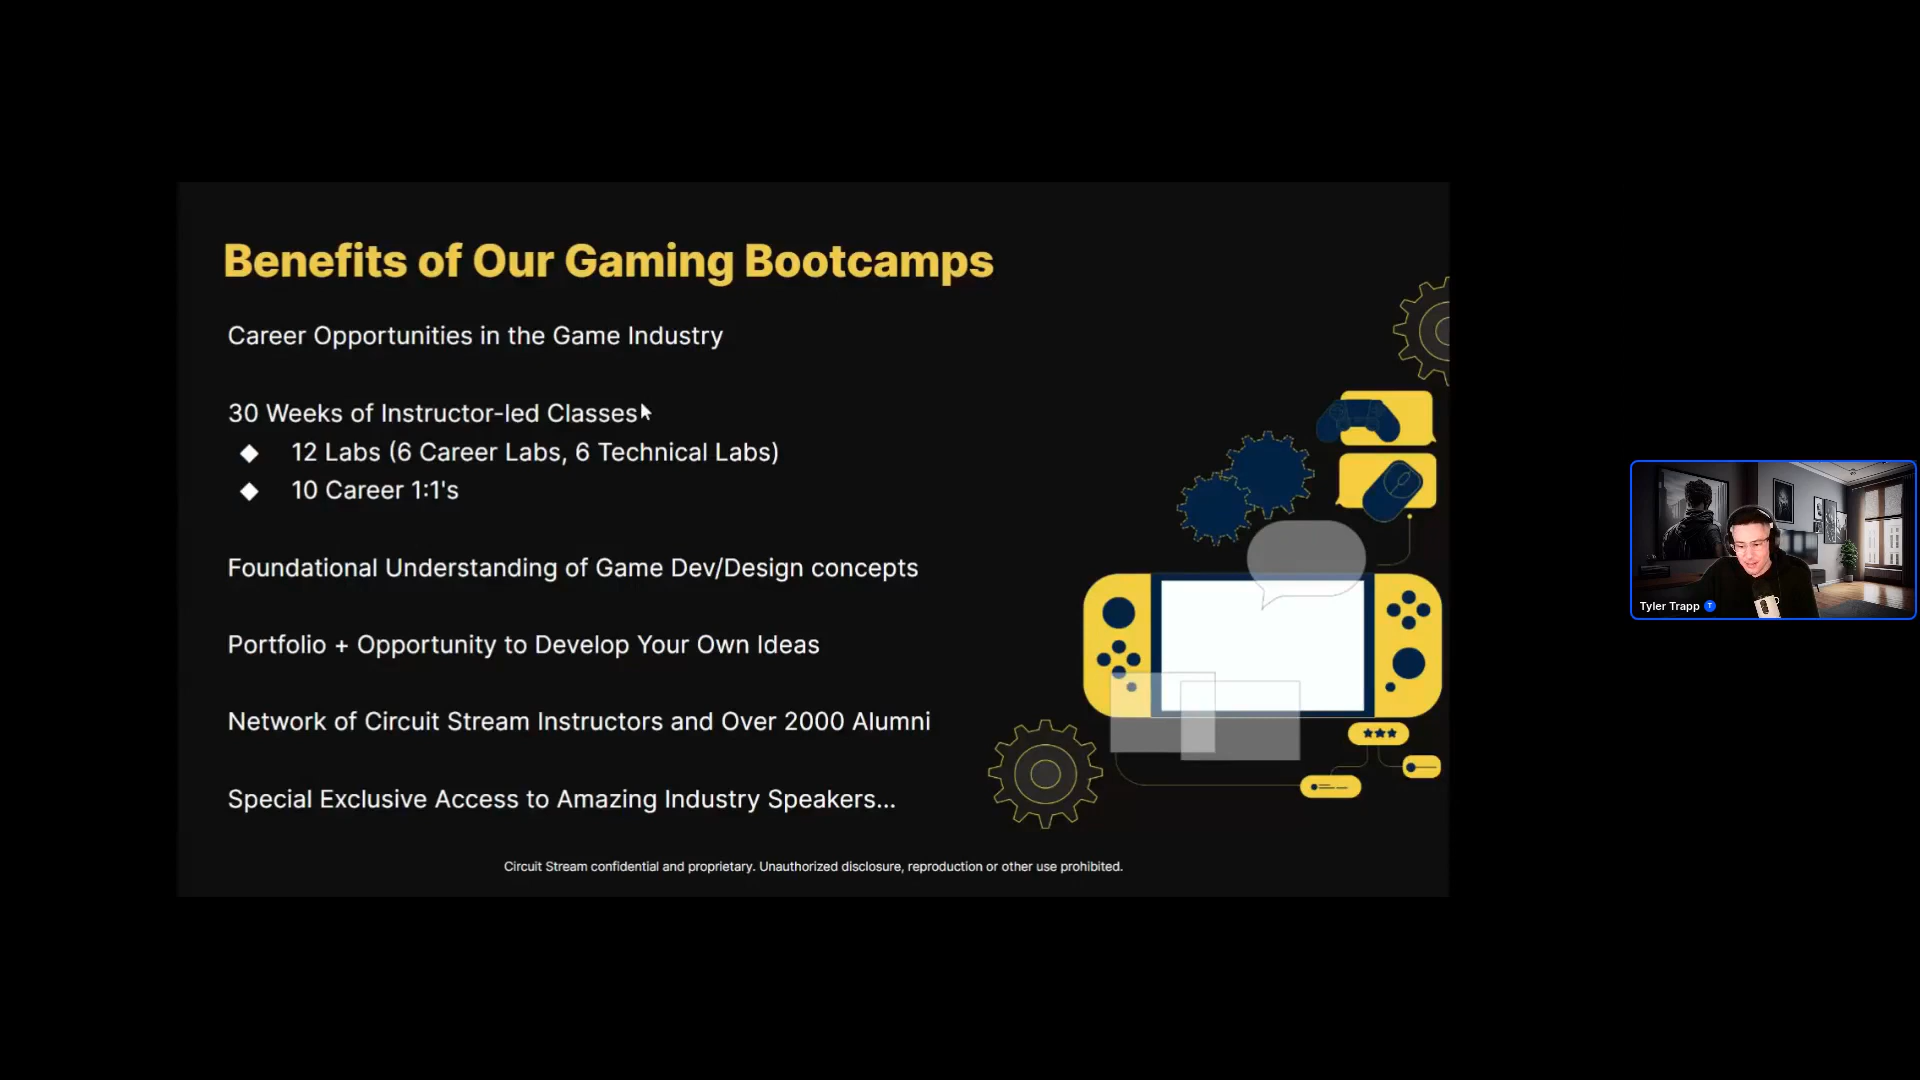 Benefits of Our Gaming Bootcamps
Career Opportunities in the Game Industry
30 Weeks of Instructor-led Classes
◆ 12 Labs (6 Career Labs, 6 Technical Labs)
◆ 10 Career 1:1's
Foundational Understanding of Game Dev/Design concepts
Portfolio + Opportunity to Develop Your Own Ideas
Network of Circuit Stream Instructors and Over 2000 Alumni
Special Exclusive Access to Amazing Industry Speakers...
Circuit Stream confidential and proprietary. Unauthorized disclosure, reproduction or other use prohibited.
Tyler Trapp T